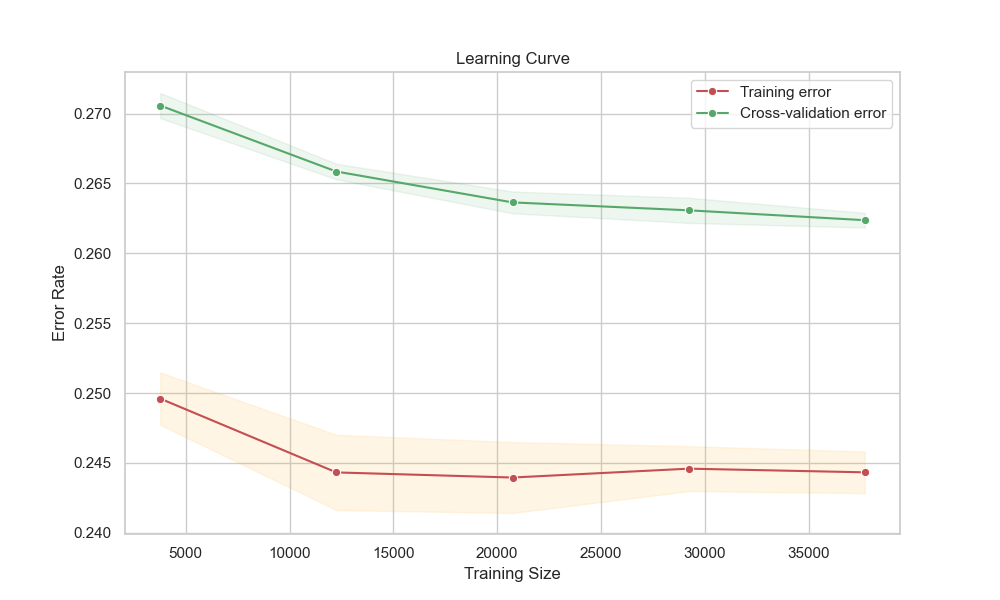 Learning Curve
Training error
Cross-validation error
0.270
0.265
0.260
0.255
0.250
0.245
0.240
Error Rate
5000 10000 15000 20000 25000 30000 35000
Training Size